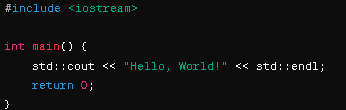 #include <iostream>

int main() {
    std::cout << "Hello, World!" << std::endl;
    return 0;
}